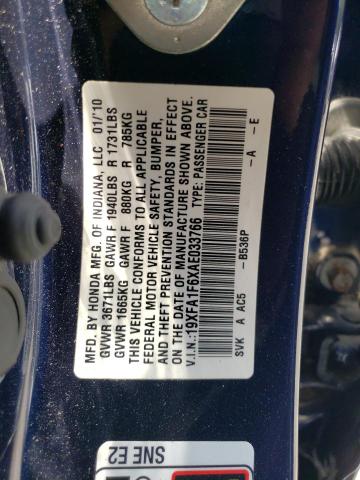 MFD. BY HONDA MFG. OF INDIANA, LLC 01/10
GVWR 3671LBS GAWR F 1940LBS R 1731LBS
GVWR 1665KG GAWR F 880KG R 785KG
THIS VEHICLE CONFORMS TO ALL APPLICABLE
FEDERAL MOTOR VEHICLE SAFETY, BUMPER,
AND THEFT PREVENTION STANDARDS IN EFFECT
ON THE DATE OF MANUFACTURE SHOWN ABOVE.
V.I.N.:19XFA1F6XAE033766 TYPE: PASSENGER CAR
-B536P -A -E
SVK A AC5
SNE E2